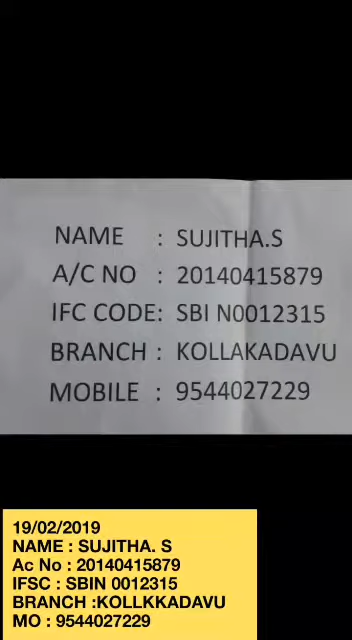 NAME : SUJITHA.S
A/C NO : 20140415879
IFC CODE: SBI N0012315
BRANCH : KOLLAKADAVU
MOBILE : 9544027229
19/02/2019
NAME : SUJITHA. S
Ac No : 20140415879
IFSC : SBIN 0012315
BRANCH :KOLLKKADAVU
MO : 9544027229